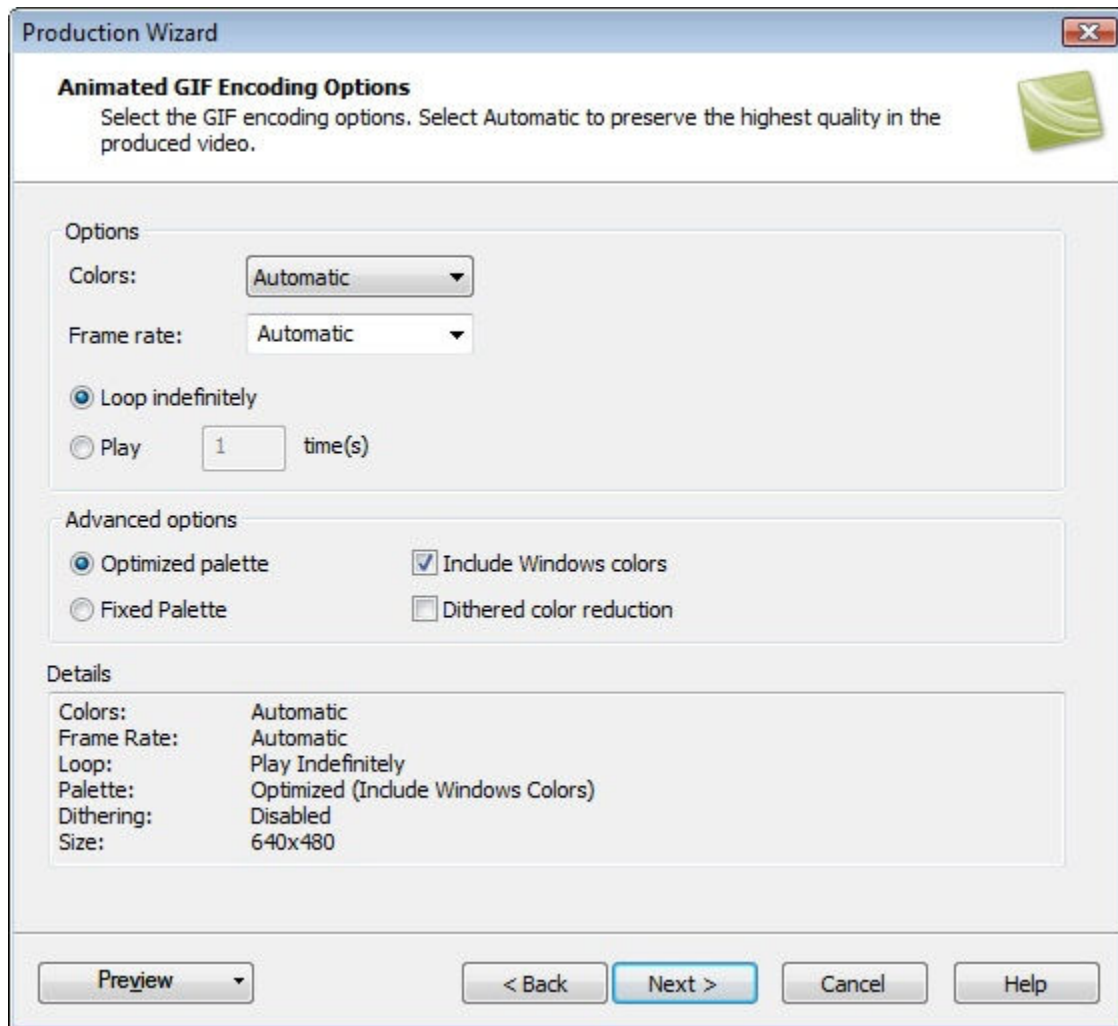 Production Wizard
Animated GIF Encoding Options
Select the GIF encoding options. Select Automatic to preserve the highest quality in the
produced video.
Options
Colors: Automatic
Frame rate: Automatic
Loop indefinitely
Play 1 time(s)
Advanced options
Optimized palette Include Windows colors
Fixed Palette Dithered color reduction
Details
Colors: Automatic
Frame Rate: Automatic
Loop: Play Indefinitely
Palette: Optimized (Include Windows Colors)
Dithering: Disabled
Size: 640x480
Preview < Back Next > Cancel Help